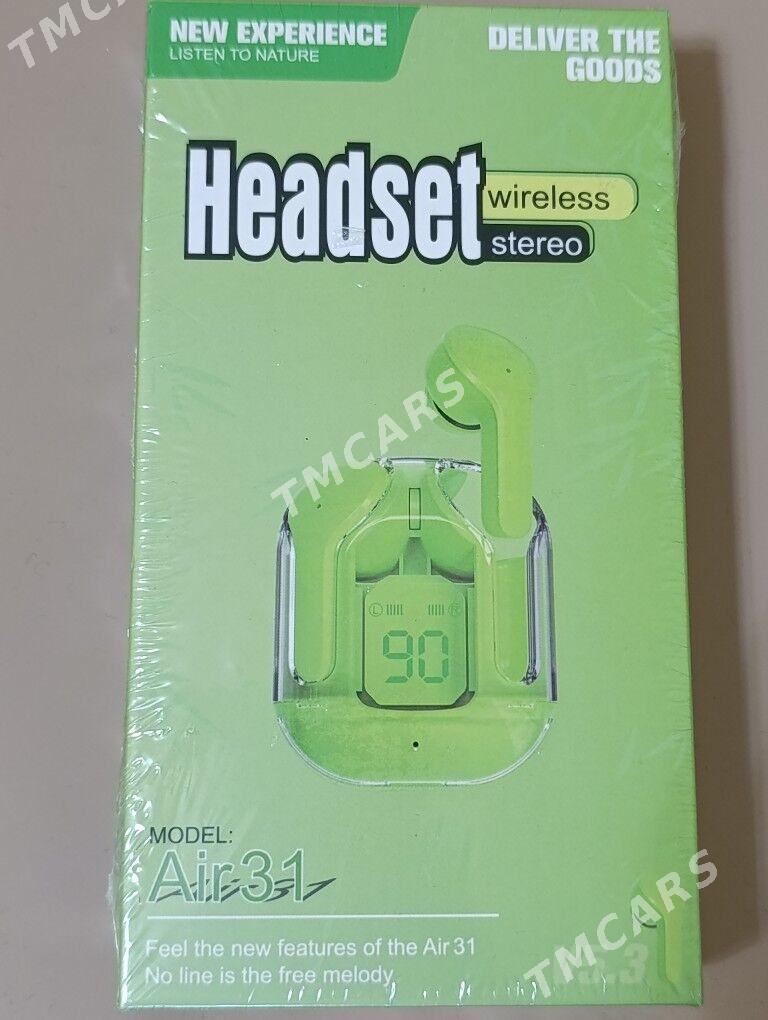 NEW EXPERIENCE
LISTEN TO NATURE
DELIVER THE
GOODS
Headset
wireless
stereo
L
R
90
MODEL:
Air31
Feel the new features of the Air 31
No line is the free melody
TMCARS
TMCARS
TMCARS